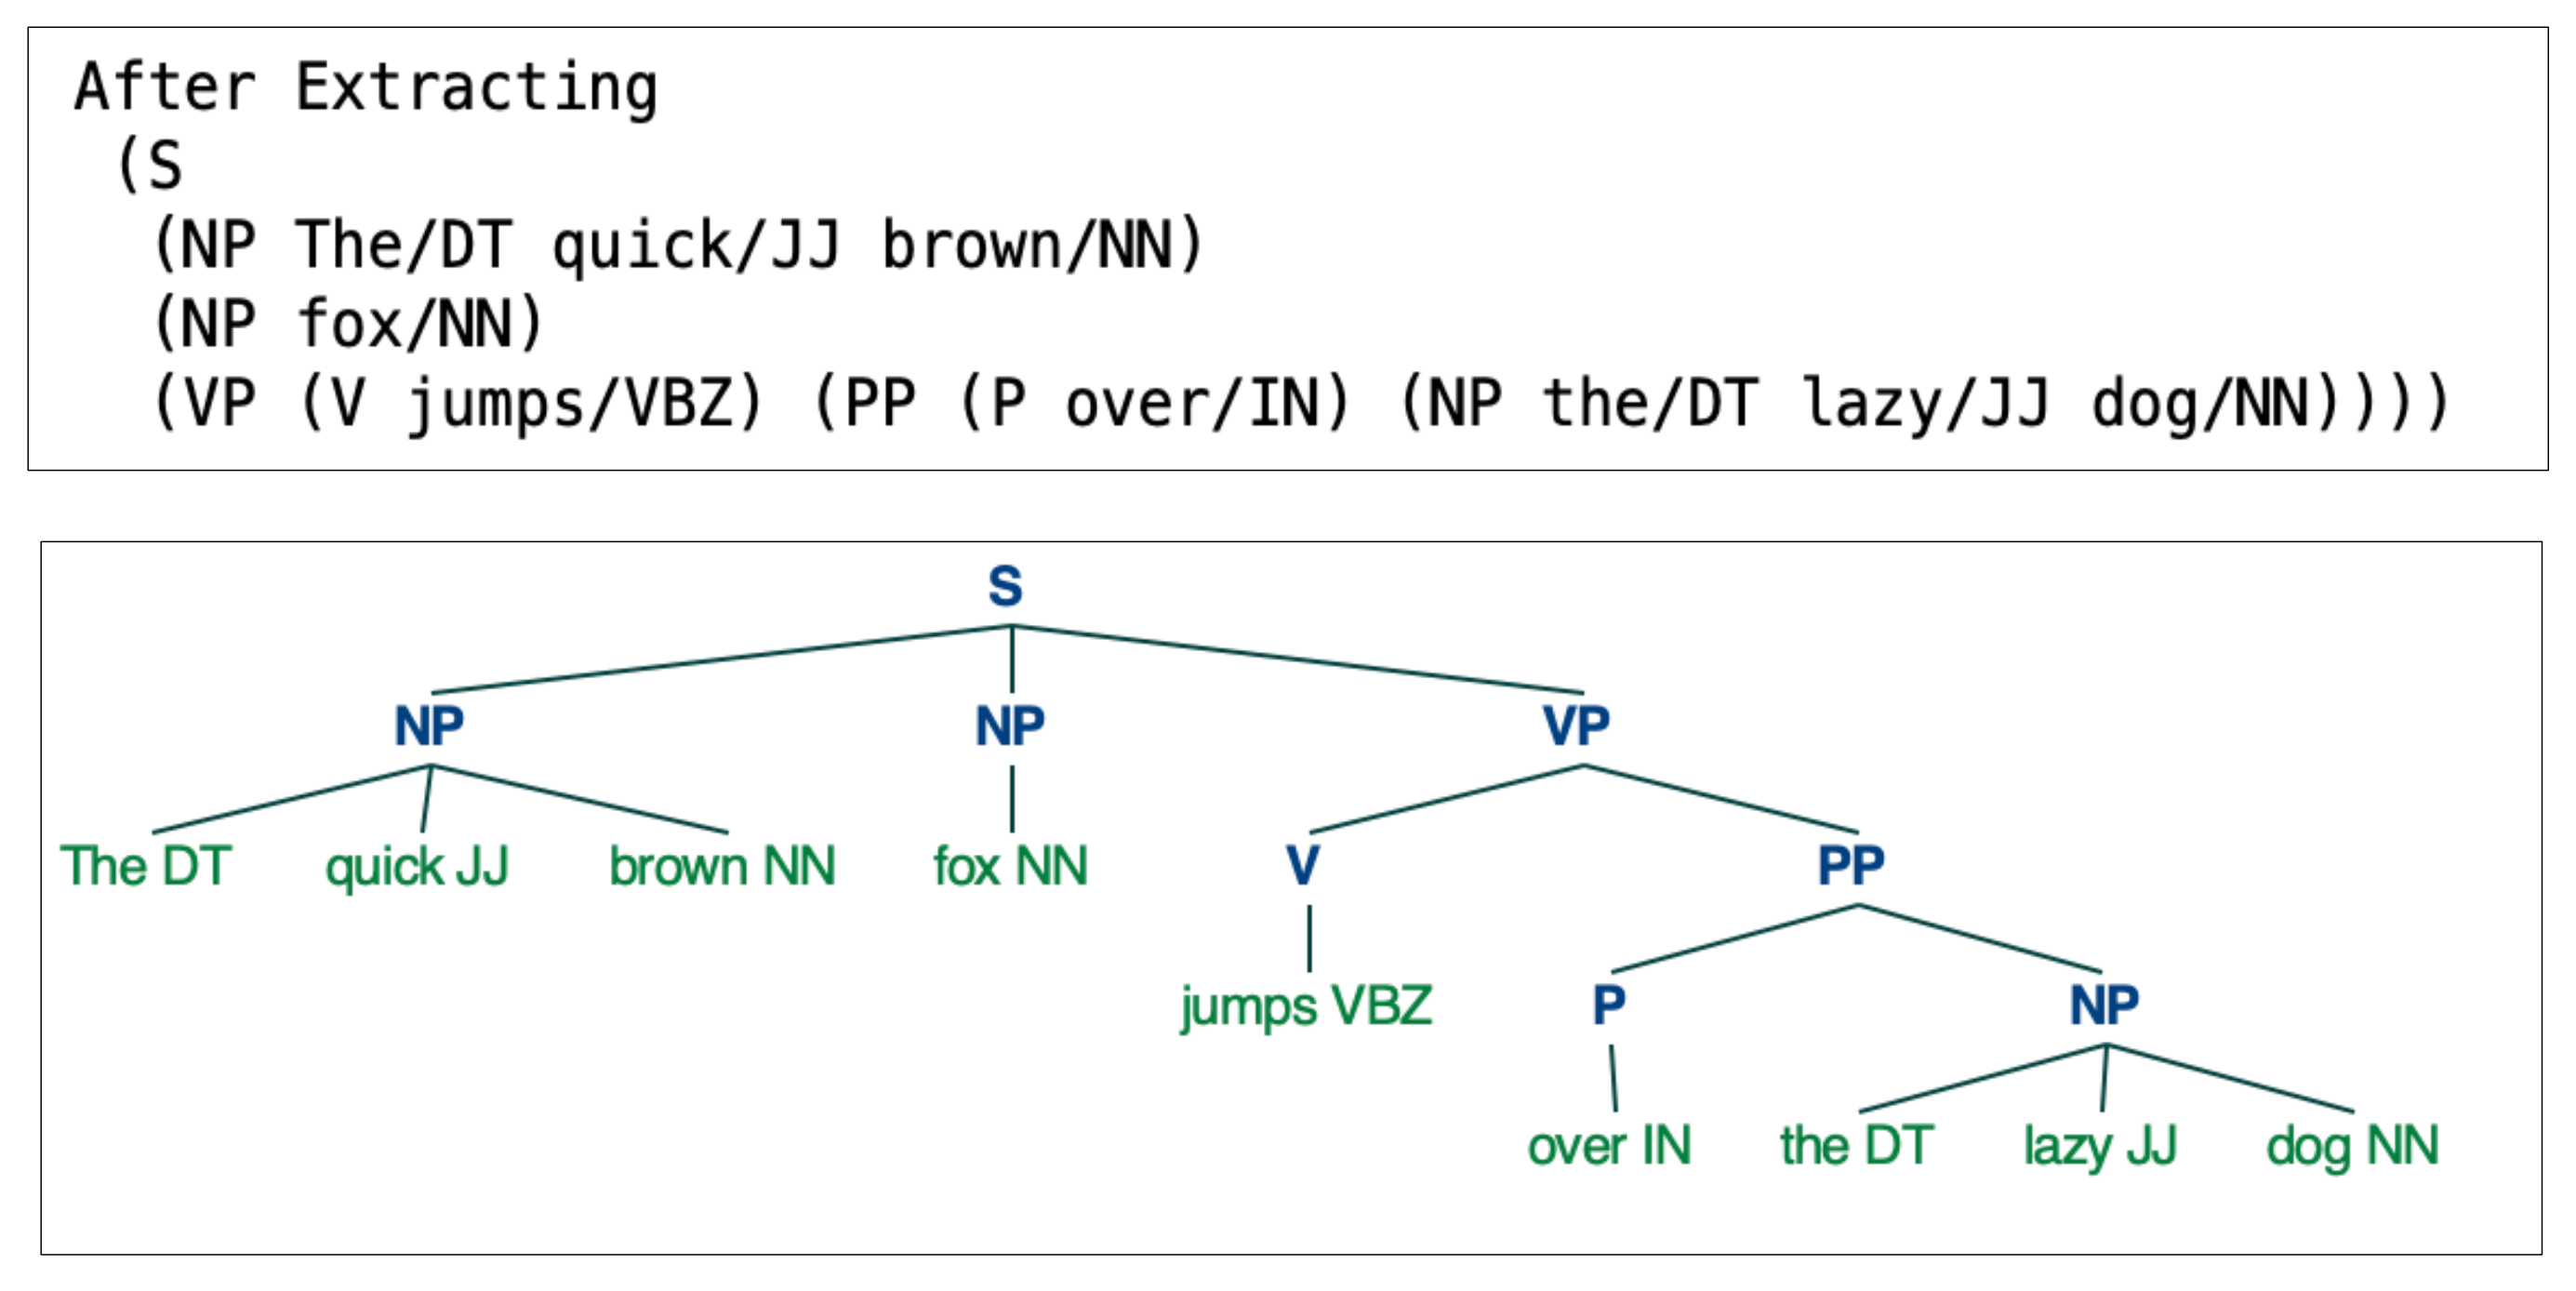 After Extracting
(S
(NP The/DT quick/JJ brown/NN)
(NP fox/NN)
(VP (V jumps/VBZ) (PP (P over/IN) (NP the/DT lazy/JJ dog/NN))))
S
NP NP VP
The DT quick JJ brown NN fox NN V PP
jumps VBZ P NP
over IN the DT lazy JJ dog NN